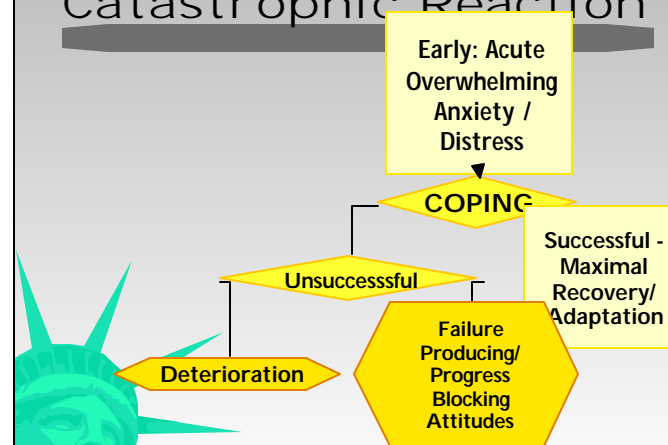 Catastrophic Reaction
Early: Acute
Overwhelming
Anxiety /
Distress
COPING
Successful -
Maximal
Recovery/
Adaptation
Unsuccesssful
Failure
Producing/
Progress
Blocking
Attitudes
Deterioration